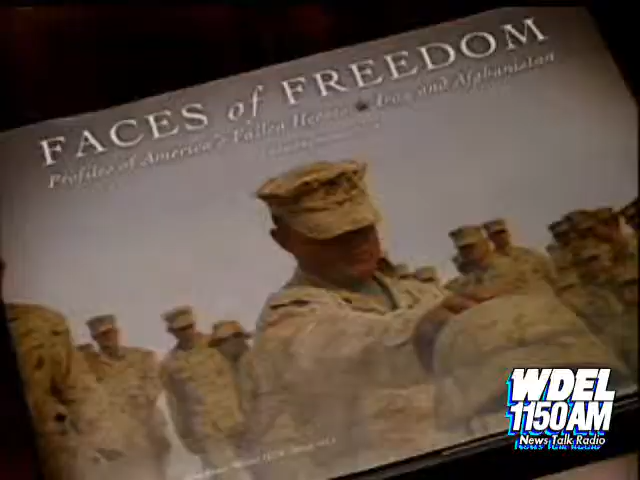 FACES of FREEDOM
Profiles of America's Fallen Heroes Iraq and Afghanistan
WDEL
1150AM
News Talk Radio